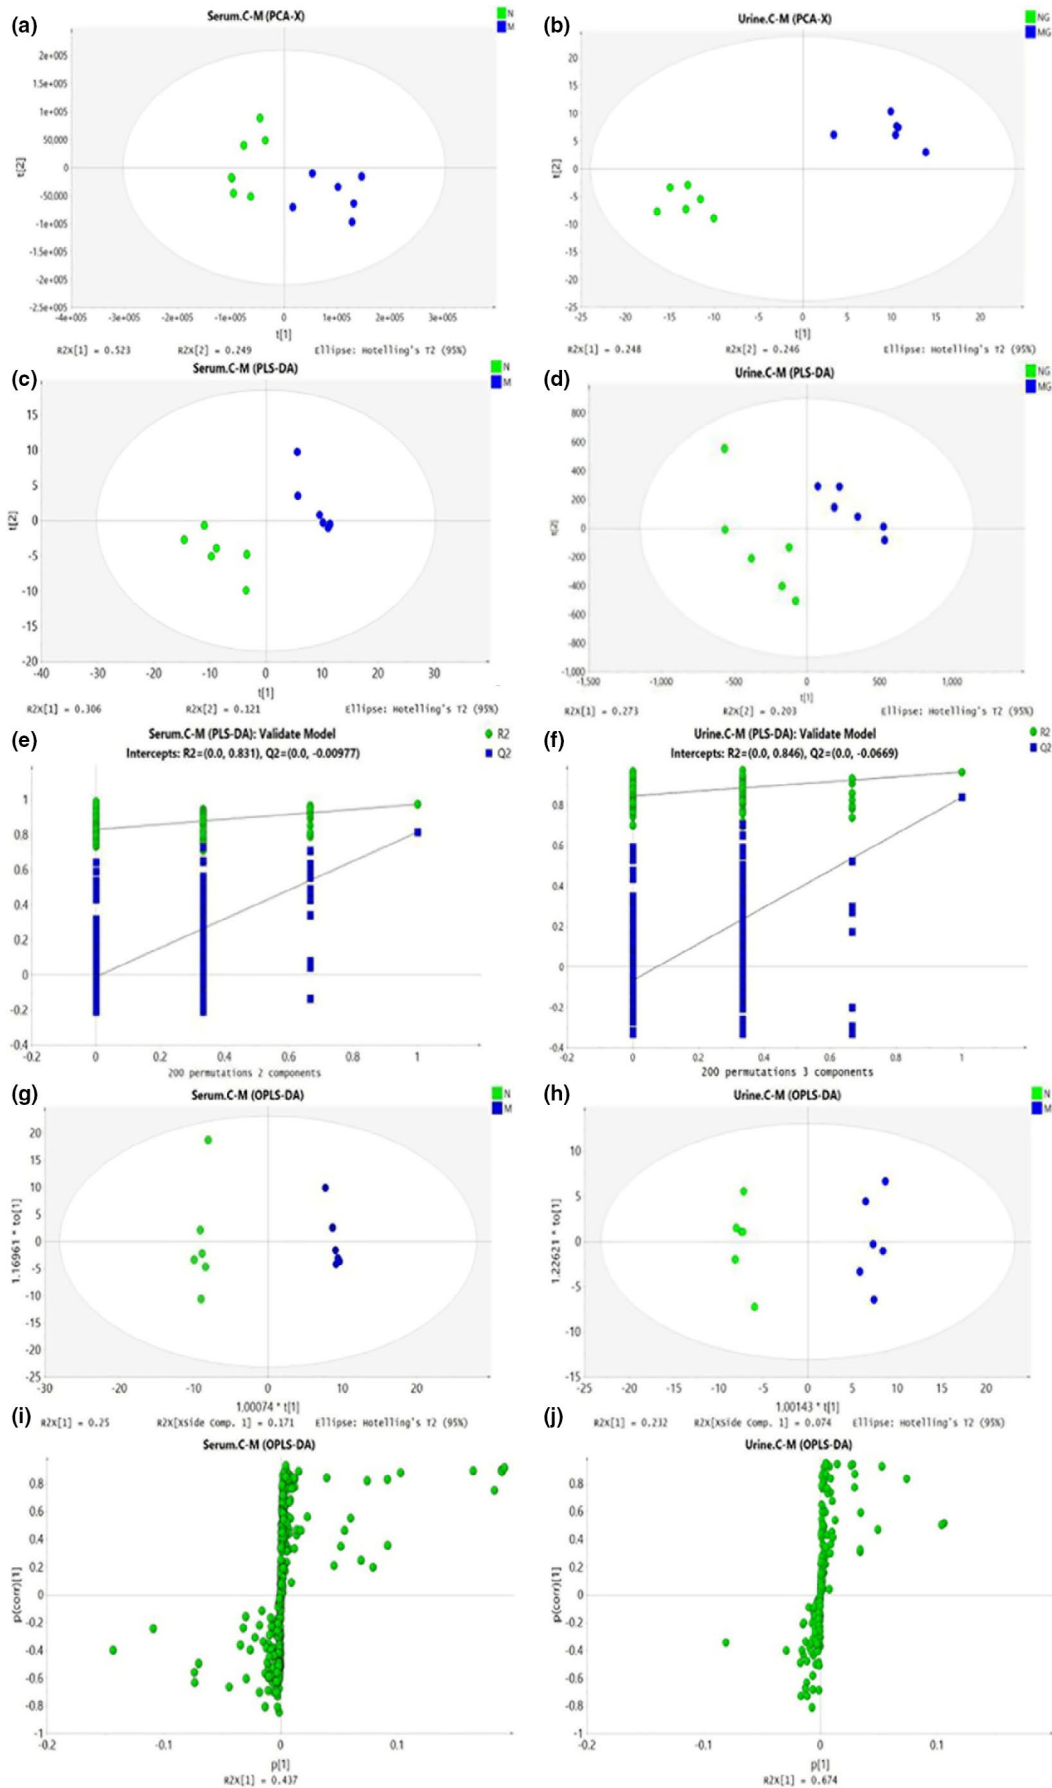 (a)
Serum.C-M (PCA-X)
N
M
2e+005
1.5e+005
1e+005
50,000
0
-50,000
-1e+005
-1.5e+005
-2e+005
-2.5e+005
t[2]
-4e+005 -3e+005 -2e+005 -1e+005 0 1e+005 2e+005 3e+005
t[1]
R2X[1] = 0.523 R2X[2] = 0.249 Ellipse: Hotelling's T2 (95%)
(b)
Urine.C-M (PCA-X)
NG
MG
20
15
10
5
0
-5
-10
-15
-20
-25
t[2]
-25 -20 -15 -10 -5 0 5 10 15 20
t[1]
R2X[1] = 0.248 R2X[2] = 0.246 Ellipse: Hotelling's T2 (95%)
(c)
Serum.C-M (PLS-DA)
N
M
15
10
5
0
-5
-10
-15
-20
t[2]
-40 -30 -20 -10 0 10 20 30
t[1]
R2X[1] = 0.306 R2X[2] = 0.121 Ellipse: Hotelling's T2 (95%)
(d)
Urine.C-M (PLS-DA)
NG
MG
800
600
400
200
0
-200
-400
-600
-800
-1,000
t[2]
-1,500 -1,000 -500 0 500 1,000
t[1]
R2X[1] = 0.273 R2X[2] = 0.203 Ellipse: Hotelling's T2 (95%)
(e)
Serum.C-M (PLS-DA): Validate Model
Intercepts: R2=(0.0, 0.831), Q2=(0.0, -0.00977)
R2
Q2
1
0.8
0.6
0.4
0.2
0
-0.2
-0.4
-0.2 0 0.2 0.4 0.6 0.8 1
200 permutations 2 components
(f)
Urine.C-M (PLS-DA): Validate Model
Intercepts: R2=(0.0, 0.846), Q2=(0.0, -0.0669)
R2
Q2
0.8
0.6
0.4
0.2
0
-0.2
-0.4
-0.2 0 0.2 0.4 0.6 0.8 1
200 permutations 3 components
(g)
Serum.C-M (OPLS-DA)
N
M
20
15
10
5
0
-5
-10
-15
-20
-25
1.16961 * to[1]
-30 -20 -10 0 10 20
1.00074 * t[1]
R2X[1] = 0.25 R2X[XSide Comp. 1] = 0.171 Ellipse: Hotelling's T2 (95%)
(h)
Urine.C-M (OPLS-DA)
N
M
10
5
0
-5
-10
-15
1.22621 * to[1]
-25 -20 -15 -10 -5 0 5 10 15 20
1.00143 * t[1]
R2X[1] = 0.232 R2X[XSide Comp. 1] = 0.074 Ellipse: Hotelling's T2 (95%)
(i)
Serum.C-M (OPLS-DA)
0.8
0.6
0.4
0.2
0
-0.2
-0.4
-0.6
-0.8
-1
p(corr)[1]
-0.2 -0.1 0 0.1
p[1]
R2X[1] = 0.437
(j)
Urine.C-M (OPLS-DA)
0.8
0.6
0.4
0.2
0
-0.2
-0.4
-0.6
-0.8
-1
p(corr)[1]
-0.2 -0.1 0 0.1
p[1]
R2X[1] = 0.674